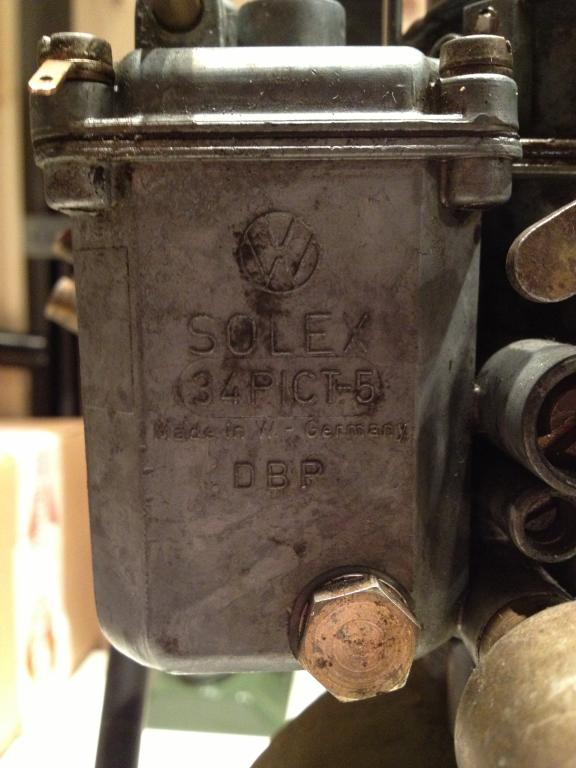 VW
SOLEX
34PICT-5
Made in W.-Germany
DBP